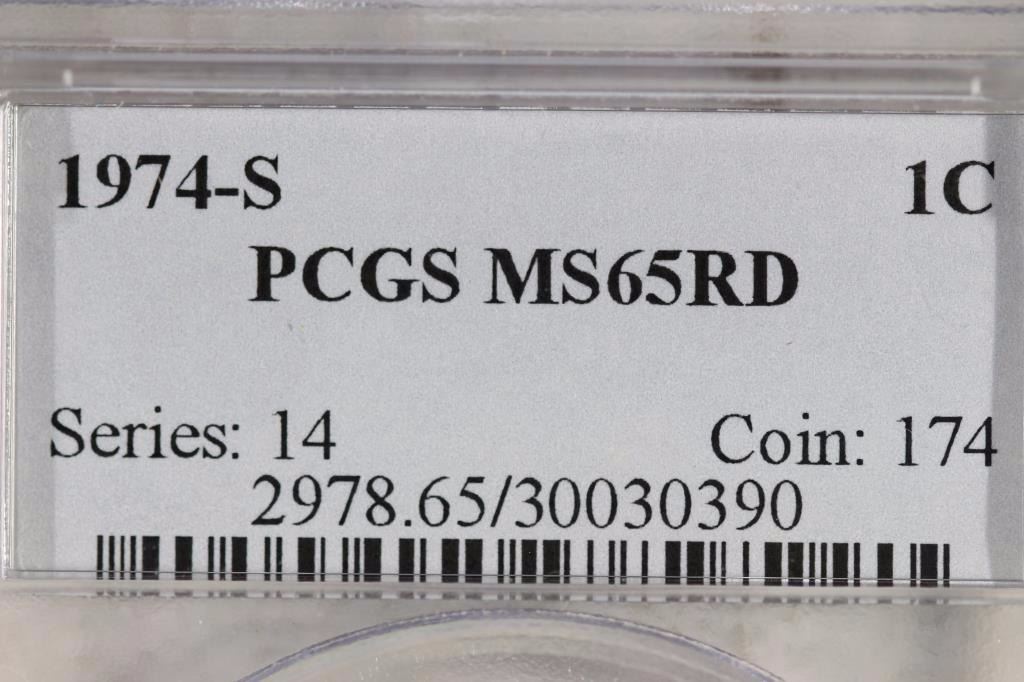 1974-S 1C
PCGS MS65RD
Series: 14 Coin: 174
2978.65/30030390